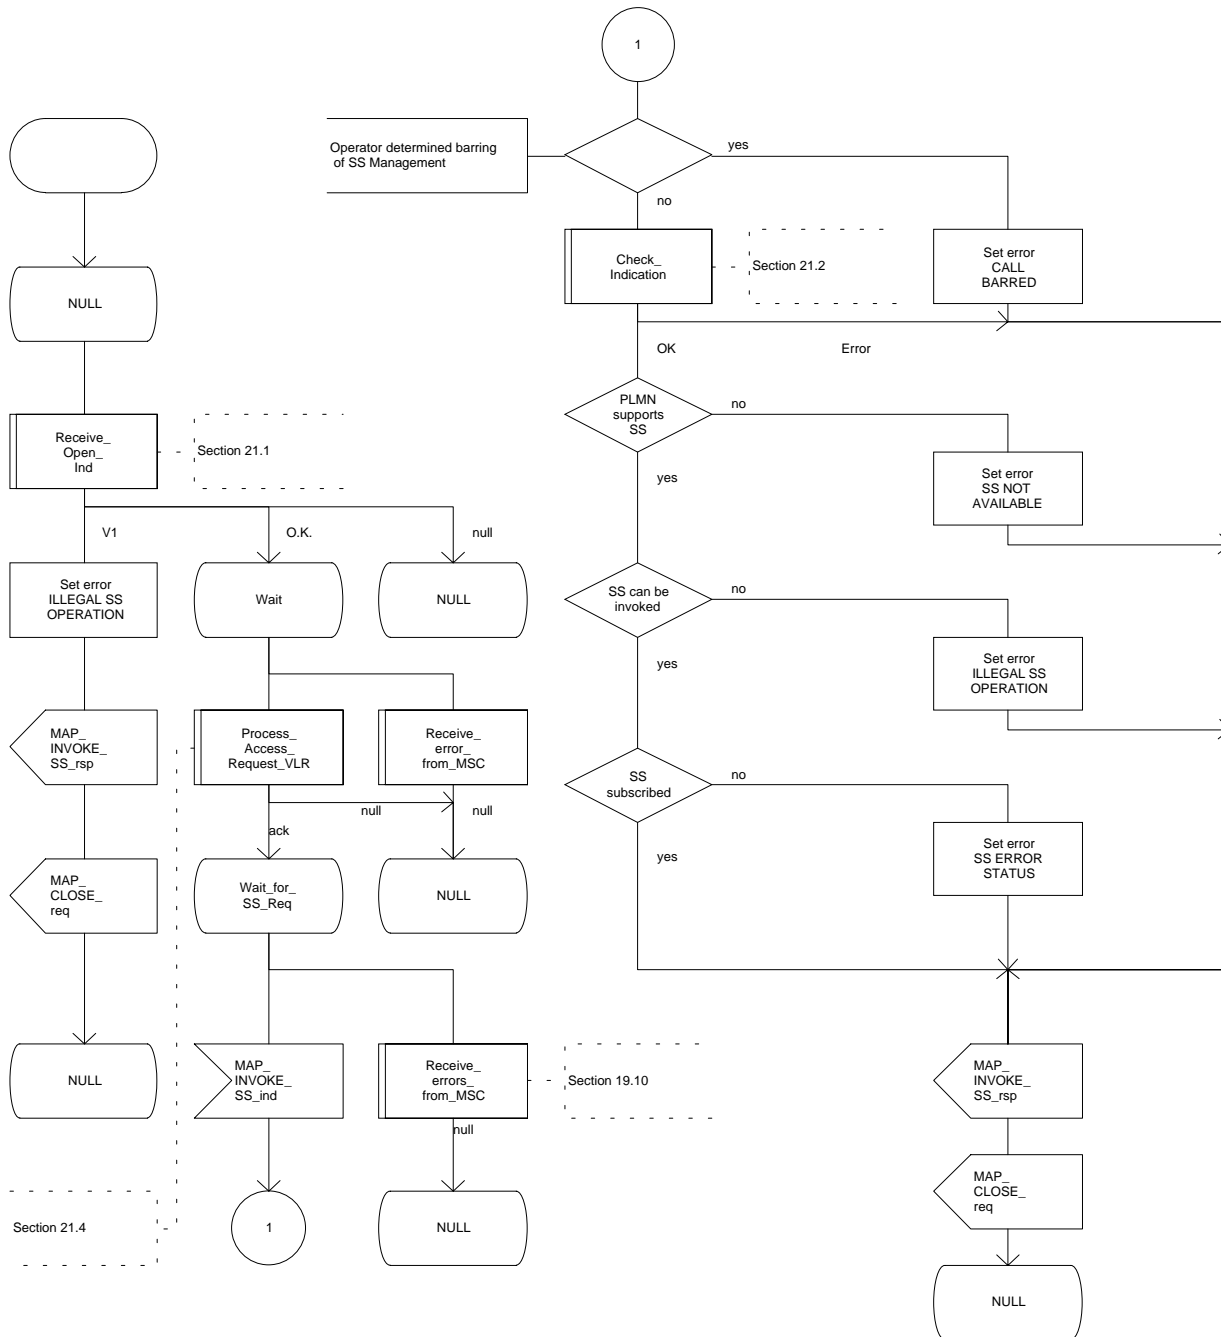 1
Operator determined barring
of SS Management
yes
no
Check_
Indication
Section 21.2
Set error
CALL
BARRED
NULL
OK
Error
PLMN
supports
SS
no
Receive_
Open_
Ind
Section 21.1
yes
Set error
SS NOT
AVAILABLE
V1
O.K.
null
Set error
ILLEGAL SS
OPERATION
Wait
NULL
SS can be
invoked
no
yes
Set error
ILLEGAL SS
OPERATION
MAP_
INVOKE_
SS_rsp
Process_
Access_
Request_VLR
Receive_
error_
from_MSC
SS
subscribed
no
null
null
ack
yes
Set error
SS ERROR
STATUS
MAP_
CLOSE_
req
Wait_for_
SS_Req
NULL
NULL
MAP_
INVOKE_
SS_ind
Receive_
errors_
from_MSC
Section 19.10
MAP_
INVOKE_
SS_rsp
null
MAP_
CLOSE_
req
Section 21.4
1
NULL
NULL